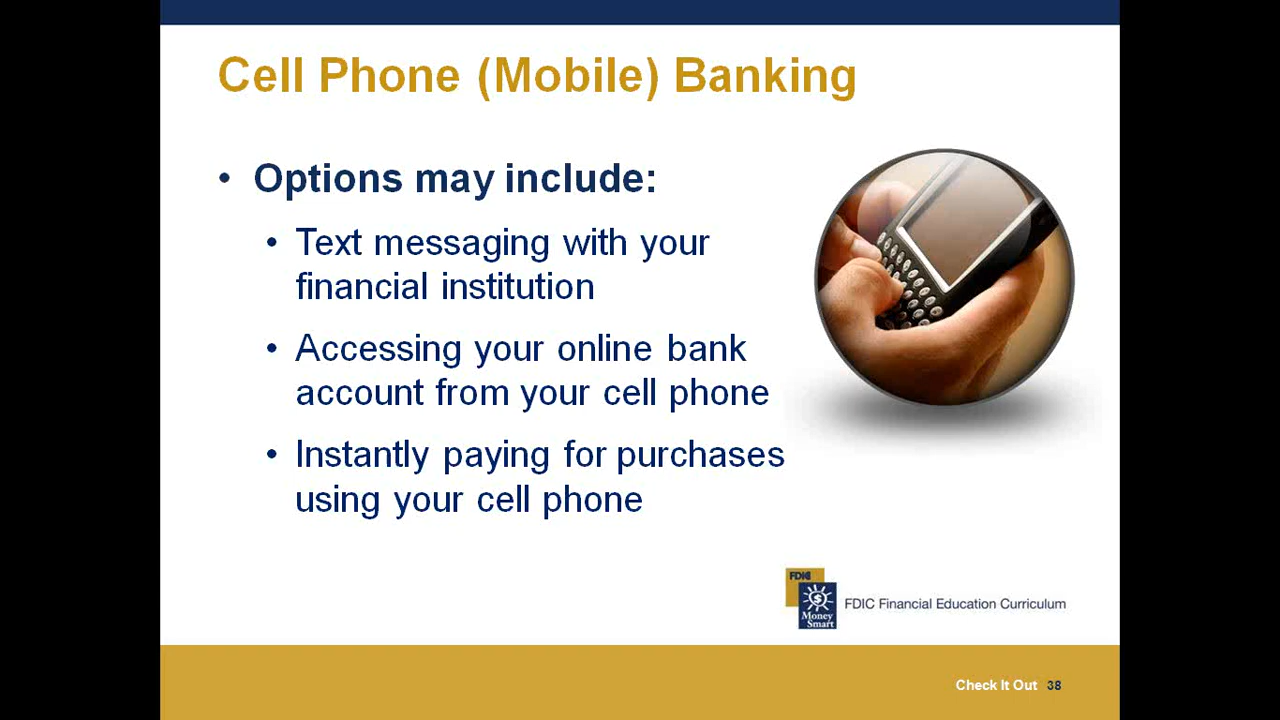 Cell Phone (Mobile) Banking
• Options may include:
• Text messaging with your
financial institution
• Accessing your online bank
account from your cell phone
• Instantly paying for purchases
using your cell phone
FDIC
$
Money
Smart
FDIC Financial Education Curriculum
Check It Out 38